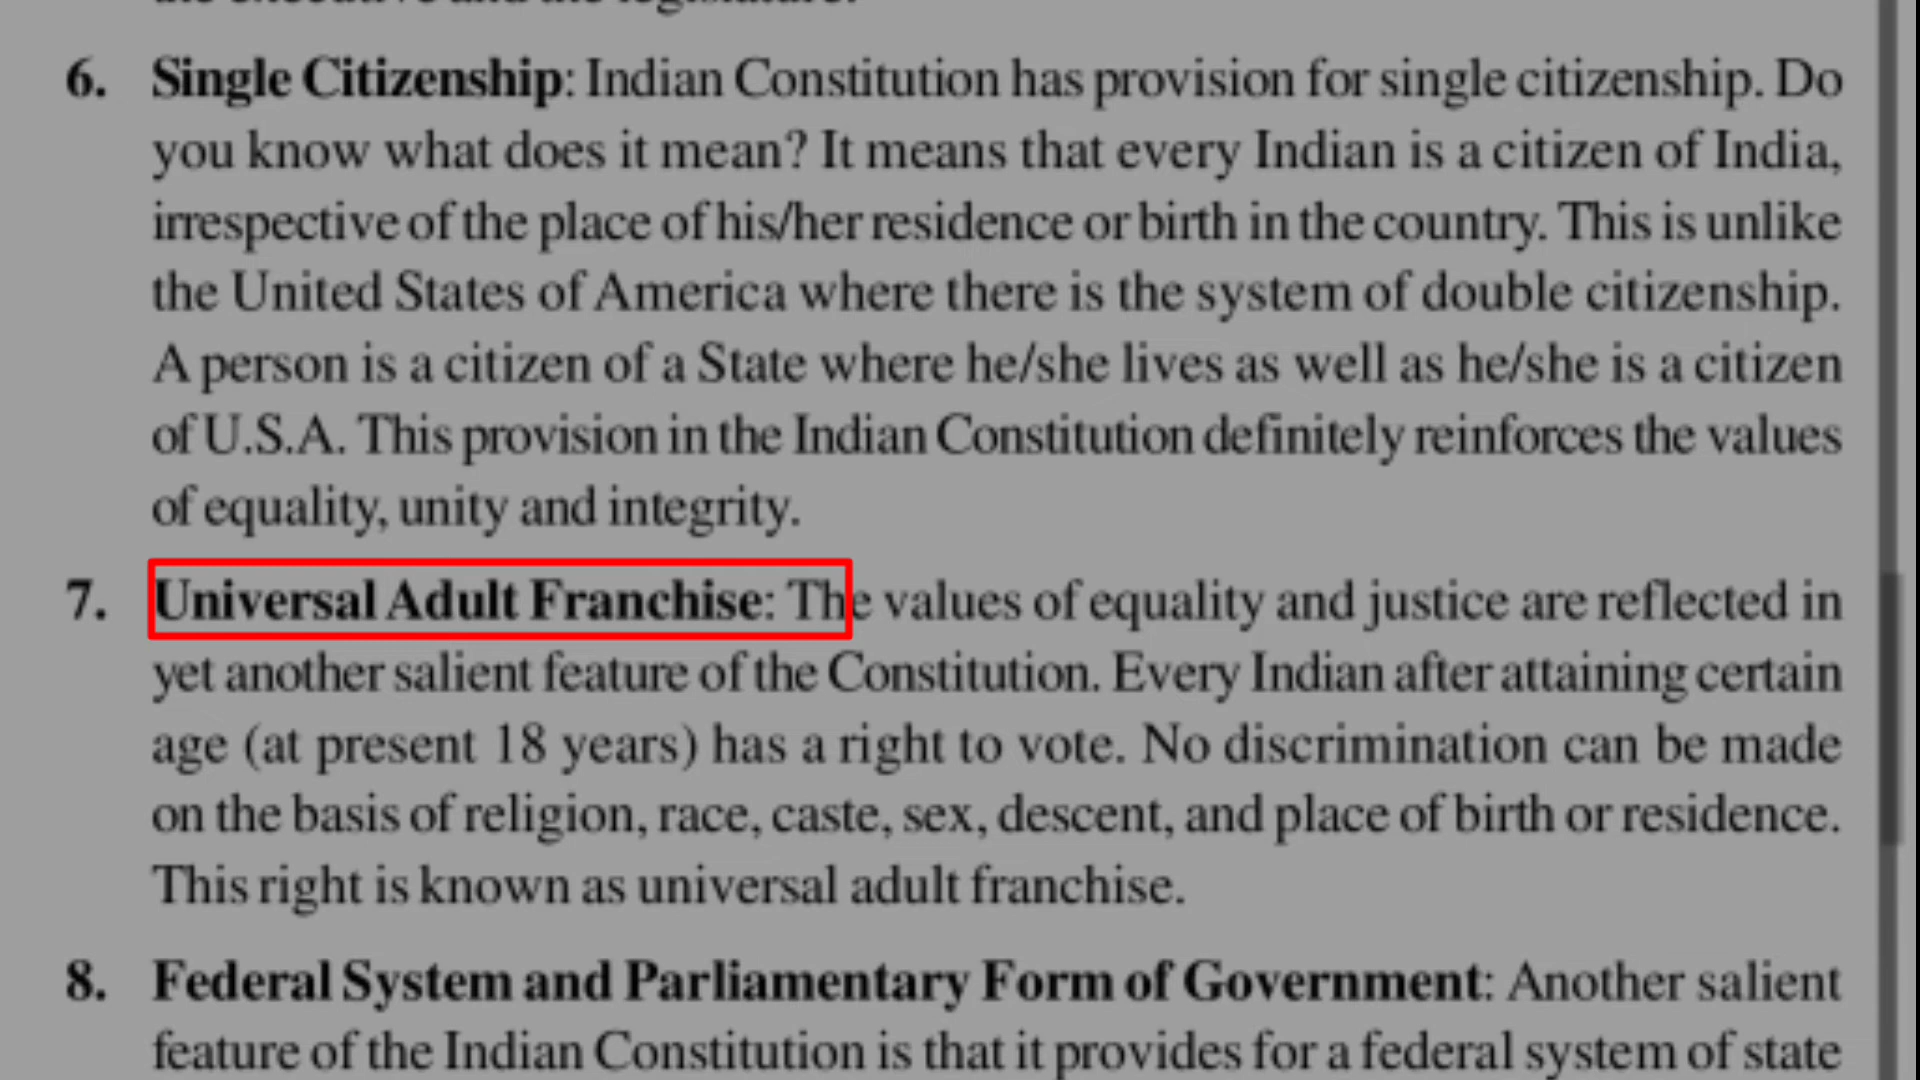 the executive and the legislature.
6. Single Citizenship: Indian Constitution has provision for single citizenship. Do
you know what does it mean? It means that every Indian is a citizen of India,
irrespective of the place of his/her residence or birth in the country. This is unlike
the United States of America where there is the system of double citizenship.
A person is a citizen of a State where he/she lives as well as he/she is a citizen
of U.S.A. This provision in the Indian Constitution definitely reinforces the values
of equality, unity and integrity.
7. Universal Adult Franchise: The values of equality and justice are reflected in
yet another salient feature of the Constitution. Every Indian after attaining certain
age (at present 18 years) has a right to vote. No discrimination can be made
on the basis of religion, race, caste, sex, descent, and place of birth or residence.
This right is known as universal adult franchise.
8. Federal System and Parliamentary Form of Government: Another salient
feature of the Indian Constitution is that it provides for a federal system of state